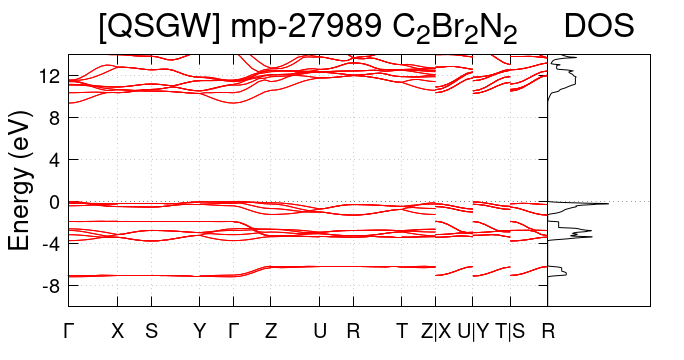 [QSGW] mp-27989 C₂Br₂N₂ DOS
Energy (eV)
12
8
4
0
-4
-8
Γ X S Y Γ Z U R T Z|X U|Y T|S R